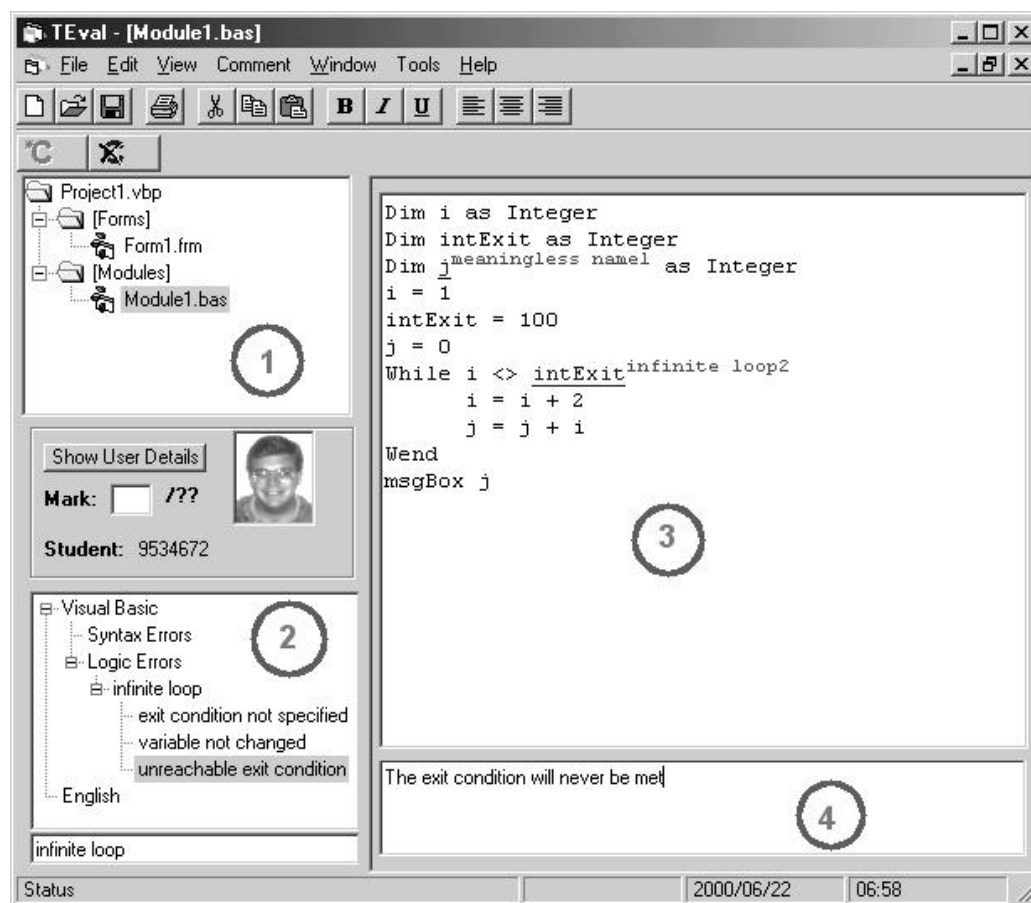 TEval - [Module1.bas]
File Edit View Comment Window Tools Help
B I U
*C
Project1.vbp
[Forms]
Form1.frm
[Modules]
Module1.bas
1
Show User Details
Mark: /??
Student: 9534672
Visual Basic
Syntax Errors
Logic Errors
infinite loop
exit condition not specified
variable not changed
unreachable exit condition
English
2
infinite loop
Dim i as Integer
Dim intExit as Integer
Dim j meaningless name1 as Integer
i = 1
intExit = 100
j = 0
While i <> intExit infinite loop2
i = i + 2
j = j + i
Wend
msgBox j
3
The exit condition will never be met
4
Status 2000/06/22 06:58